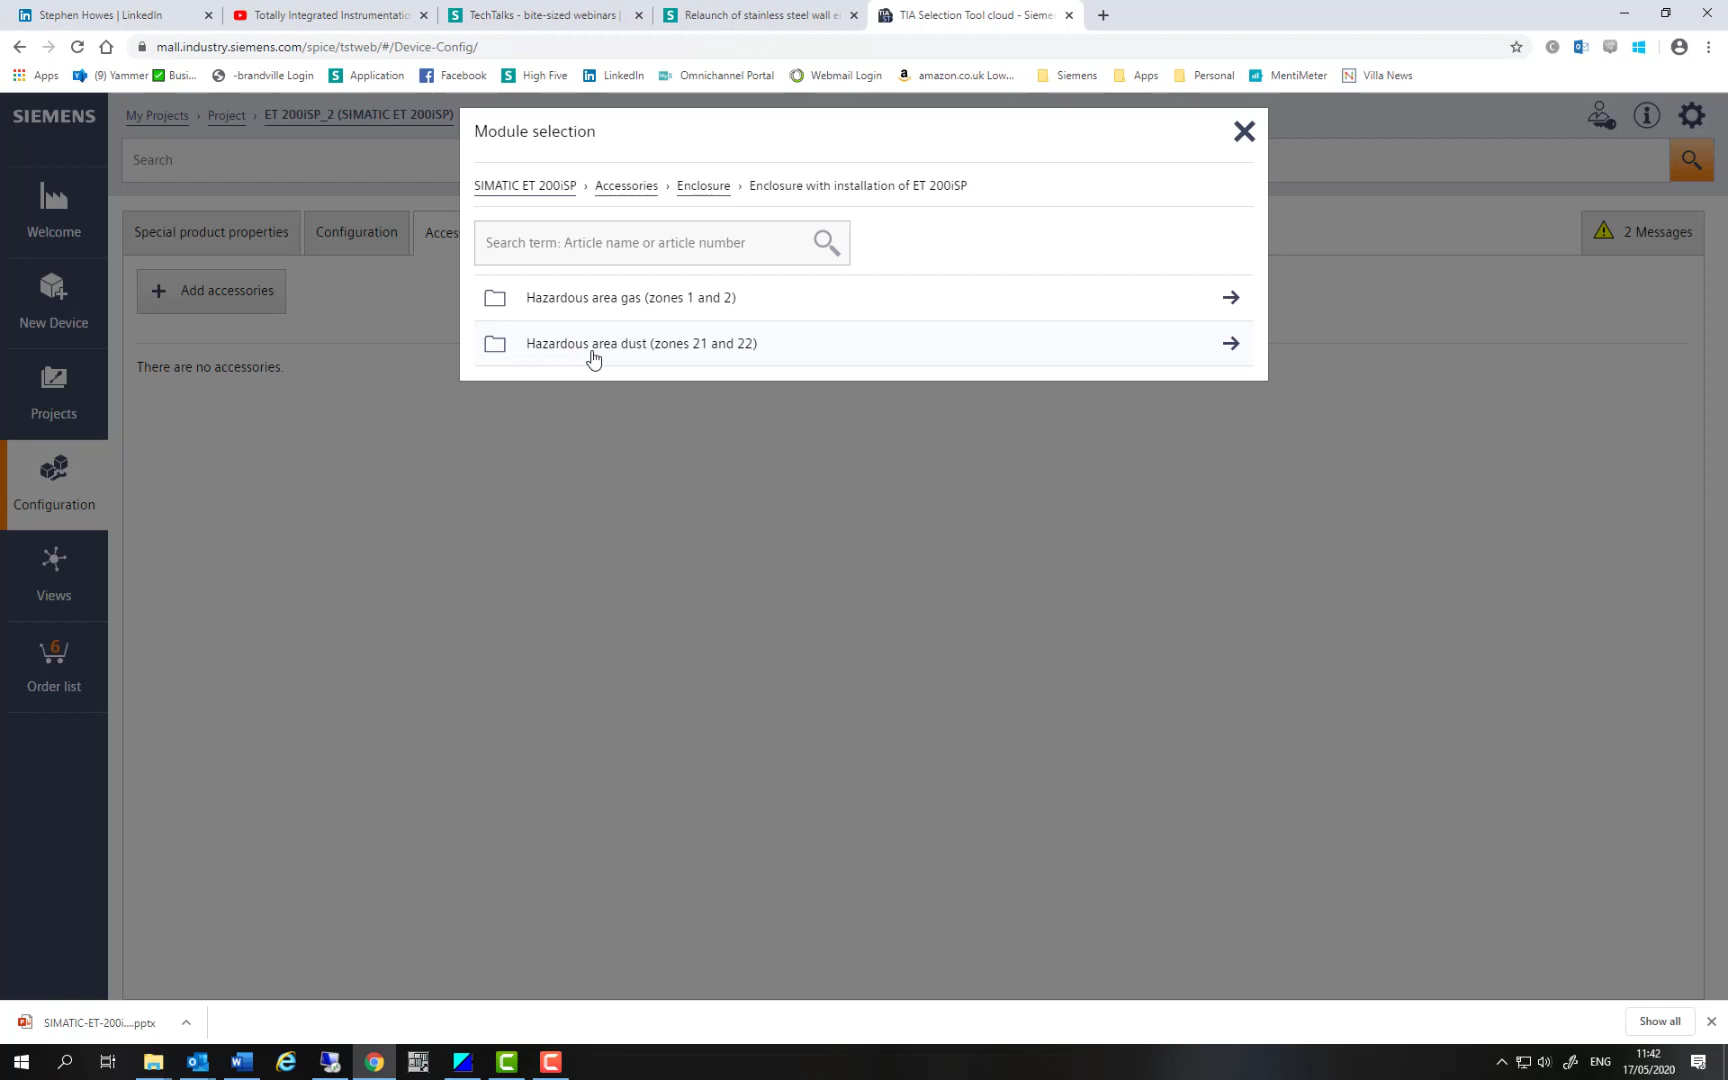 Stephen Howes | LinkedIn
Totally Integrated Instrumentatio
TechTalks - bite-sized webinars |
Relaunch of stainless steel wall e
TIA Selection Tool cloud - Sieme
mall.industry.siemens.com/spice/tstweb/#/Device-Config/
Apps
(9) Yammer
Busi...
-brandville Login
Application
Facebook
High Five
LinkedIn
Omnichannel Portal
Webmail Login
amazon.co.uk Low...
Siemens
Apps
Personal
MentiMeter
Villa News
SIEMENS
My Projects › Project › ET 200iSP_2 (SIMATIC ET 200iSP)
Search
Welcome
New Device
Projects
Configuration
Views
6
Order list
Special product properties
Configuration
Acces
2 Messages
+ Add accessories
There are no accessories.
Module selection
SIMATIC ET 200iSP › Accessories › Enclosure › Enclosure with installation of ET 200iSP
Search term: Article name or article number
Hazardous area gas (zones 1 and 2)
Hazardous area dust (zones 21 and 22)
SIMATIC-ET-200i....pptx
Show all
ENG
11:42
17/05/2020